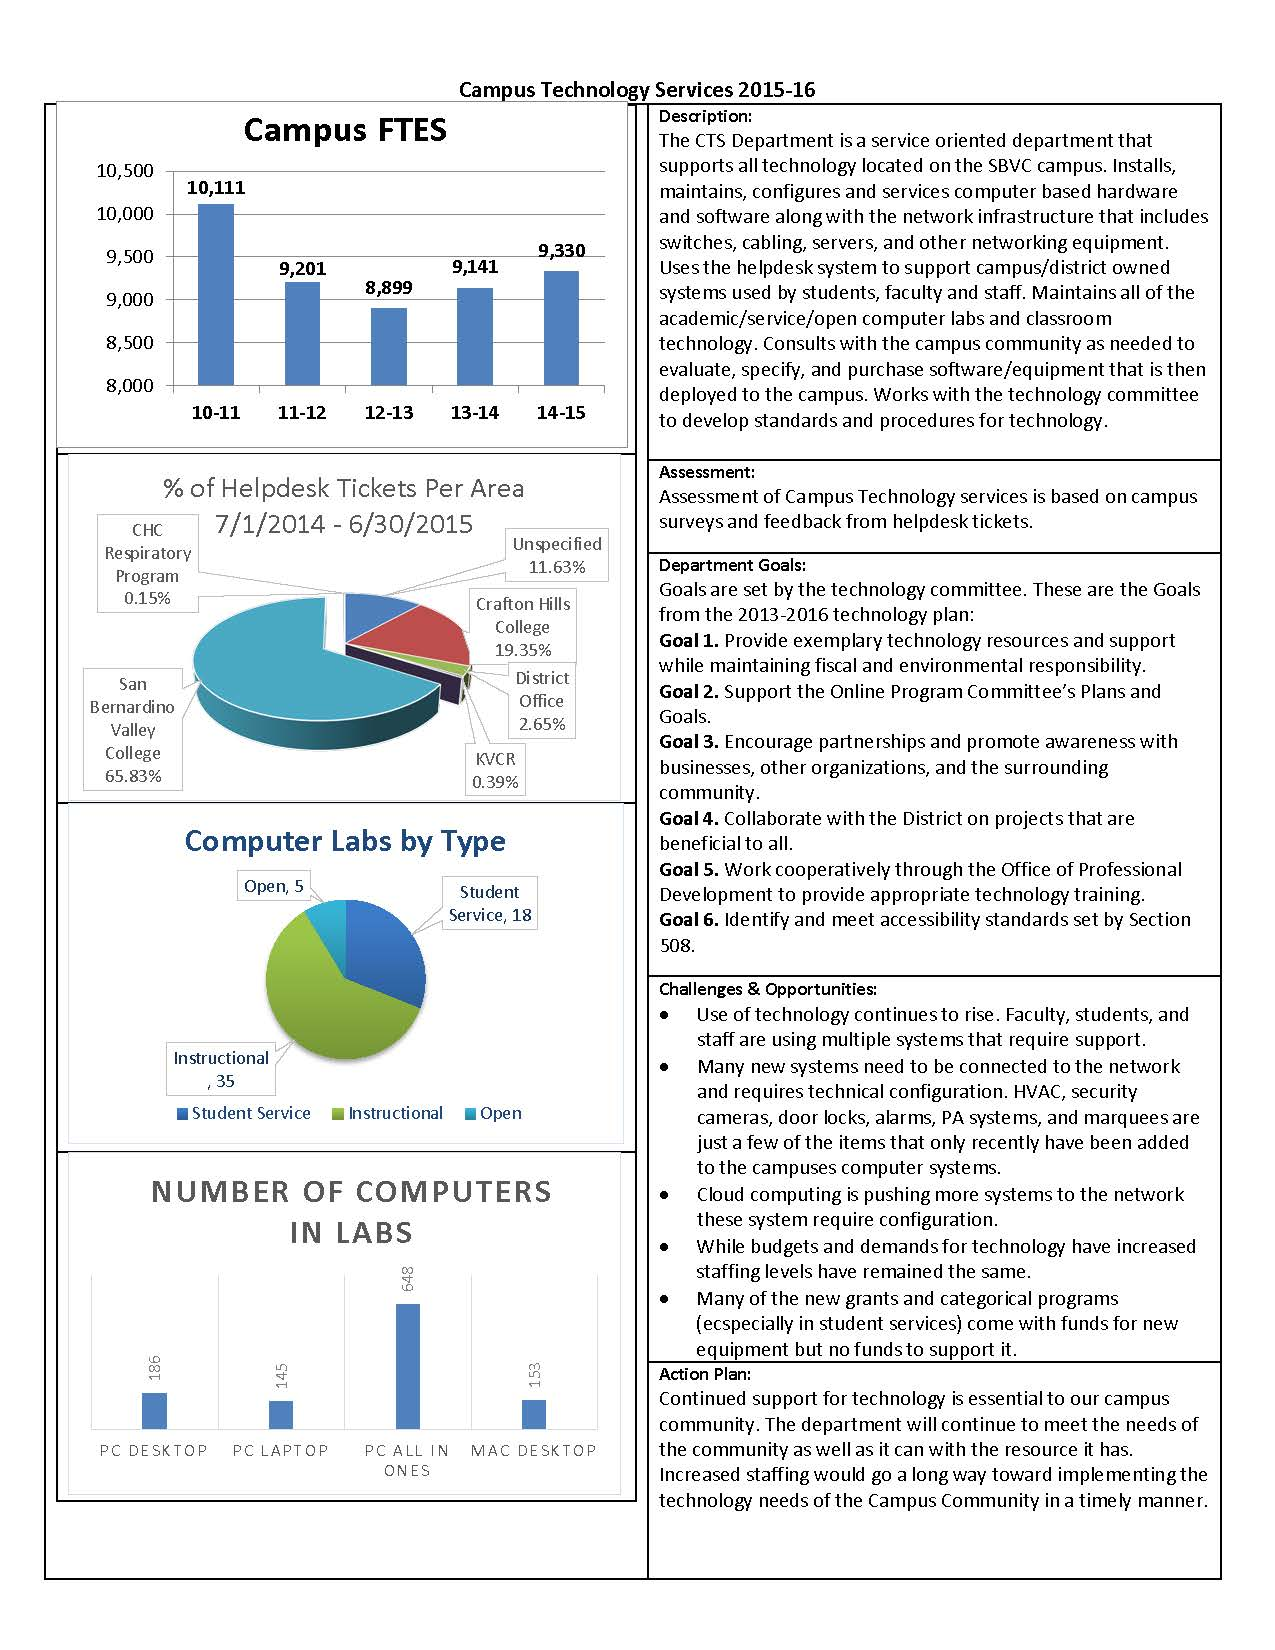 Campus Technology Services 2015-16
Campus FTES
10,500
10,000
9,500
9,000
8,500
8,000
10,111
9,201
8,899
9,141
9,330
10-11
11-12
12-13
13-14
14-15
% of Helpdesk Tickets Per Area
7/1/2014 - 6/30/2015
CHC
Respiratory
Program
0.15%
Unspecified
11.63%
Crafton Hills
College
19.35%
District
Office
2.65%
KVCR
0.39%
San
Bernardino
Valley
College
65.83%
Computer Labs by Type
Open, 5
Student
Service, 18
Instructional
, 35
Student Service
Instructional
Open
NUMBER OF COMPUTERS
IN LABS
186
145
648
153
PC DESKTOP
PC LAPTOP
PC ALL IN
ONES
MAC DESKTOP
Description:
The CTS Department is a service oriented department that
supports all technology located on the SBVC campus. Installs,
maintains, configures and services computer based hardware
and software along with the network infrastructure that includes
switches, cabling, servers, and other networking equipment.
Uses the helpdesk system to support campus/district owned
systems used by students, faculty and staff. Maintains all of the
academic/service/open computer labs and classroom
technology. Consults with the campus community as needed to
evaluate, specify, and purchase software/equipment that is then
deployed to the campus. Works with the technology committee
to develop standards and procedures for technology.
Assessment:
Assessment of Campus Technology services is based on campus
surveys and feedback from helpdesk tickets.
Department Goals:
Goals are set by the technology committee. These are the Goals
from the 2013-2016 technology plan:
Goal 1. Provide exemplary technology resources and support
while maintaining fiscal and environmental responsibility.
Goal 2. Support the Online Program Committee's Plans and
Goals.
Goal 3. Encourage partnerships and promote awareness with
businesses, other organizations, and the surrounding
community.
Goal 4. Collaborate with the District on projects that are
beneficial to all.
Goal 5. Work cooperatively through the Office of Professional
Development to provide appropriate technology training.
Goal 6. Identify and meet accessibility standards set by Section
508.
Challenges & Opportunities:
• Use of technology continues to rise. Faculty, students, and
staff are using multiple systems that require support.
• Many new systems need to be connected to the network
and requires technical configuration. HVAC, security
cameras, door locks, alarms, PA systems, and marquees are
just a few of the items that only recently have been added
to the campuses computer systems.
• Cloud computing is pushing more systems to the network
these system require configuration.
• While budgets and demands for technology have increased
staffing levels have remained the same.
• Many of the new grants and categorical programs
(ecspecially in student services) come with funds for new
equipment but no funds to support it.
Action Plan:
Continued support for technology is essential to our campus
community. The department will continue to meet the needs of
the community as well as it can with the resource it has.
Increased staffing would go a long way toward implementing the
technology needs of the Campus Community in a timely manner.